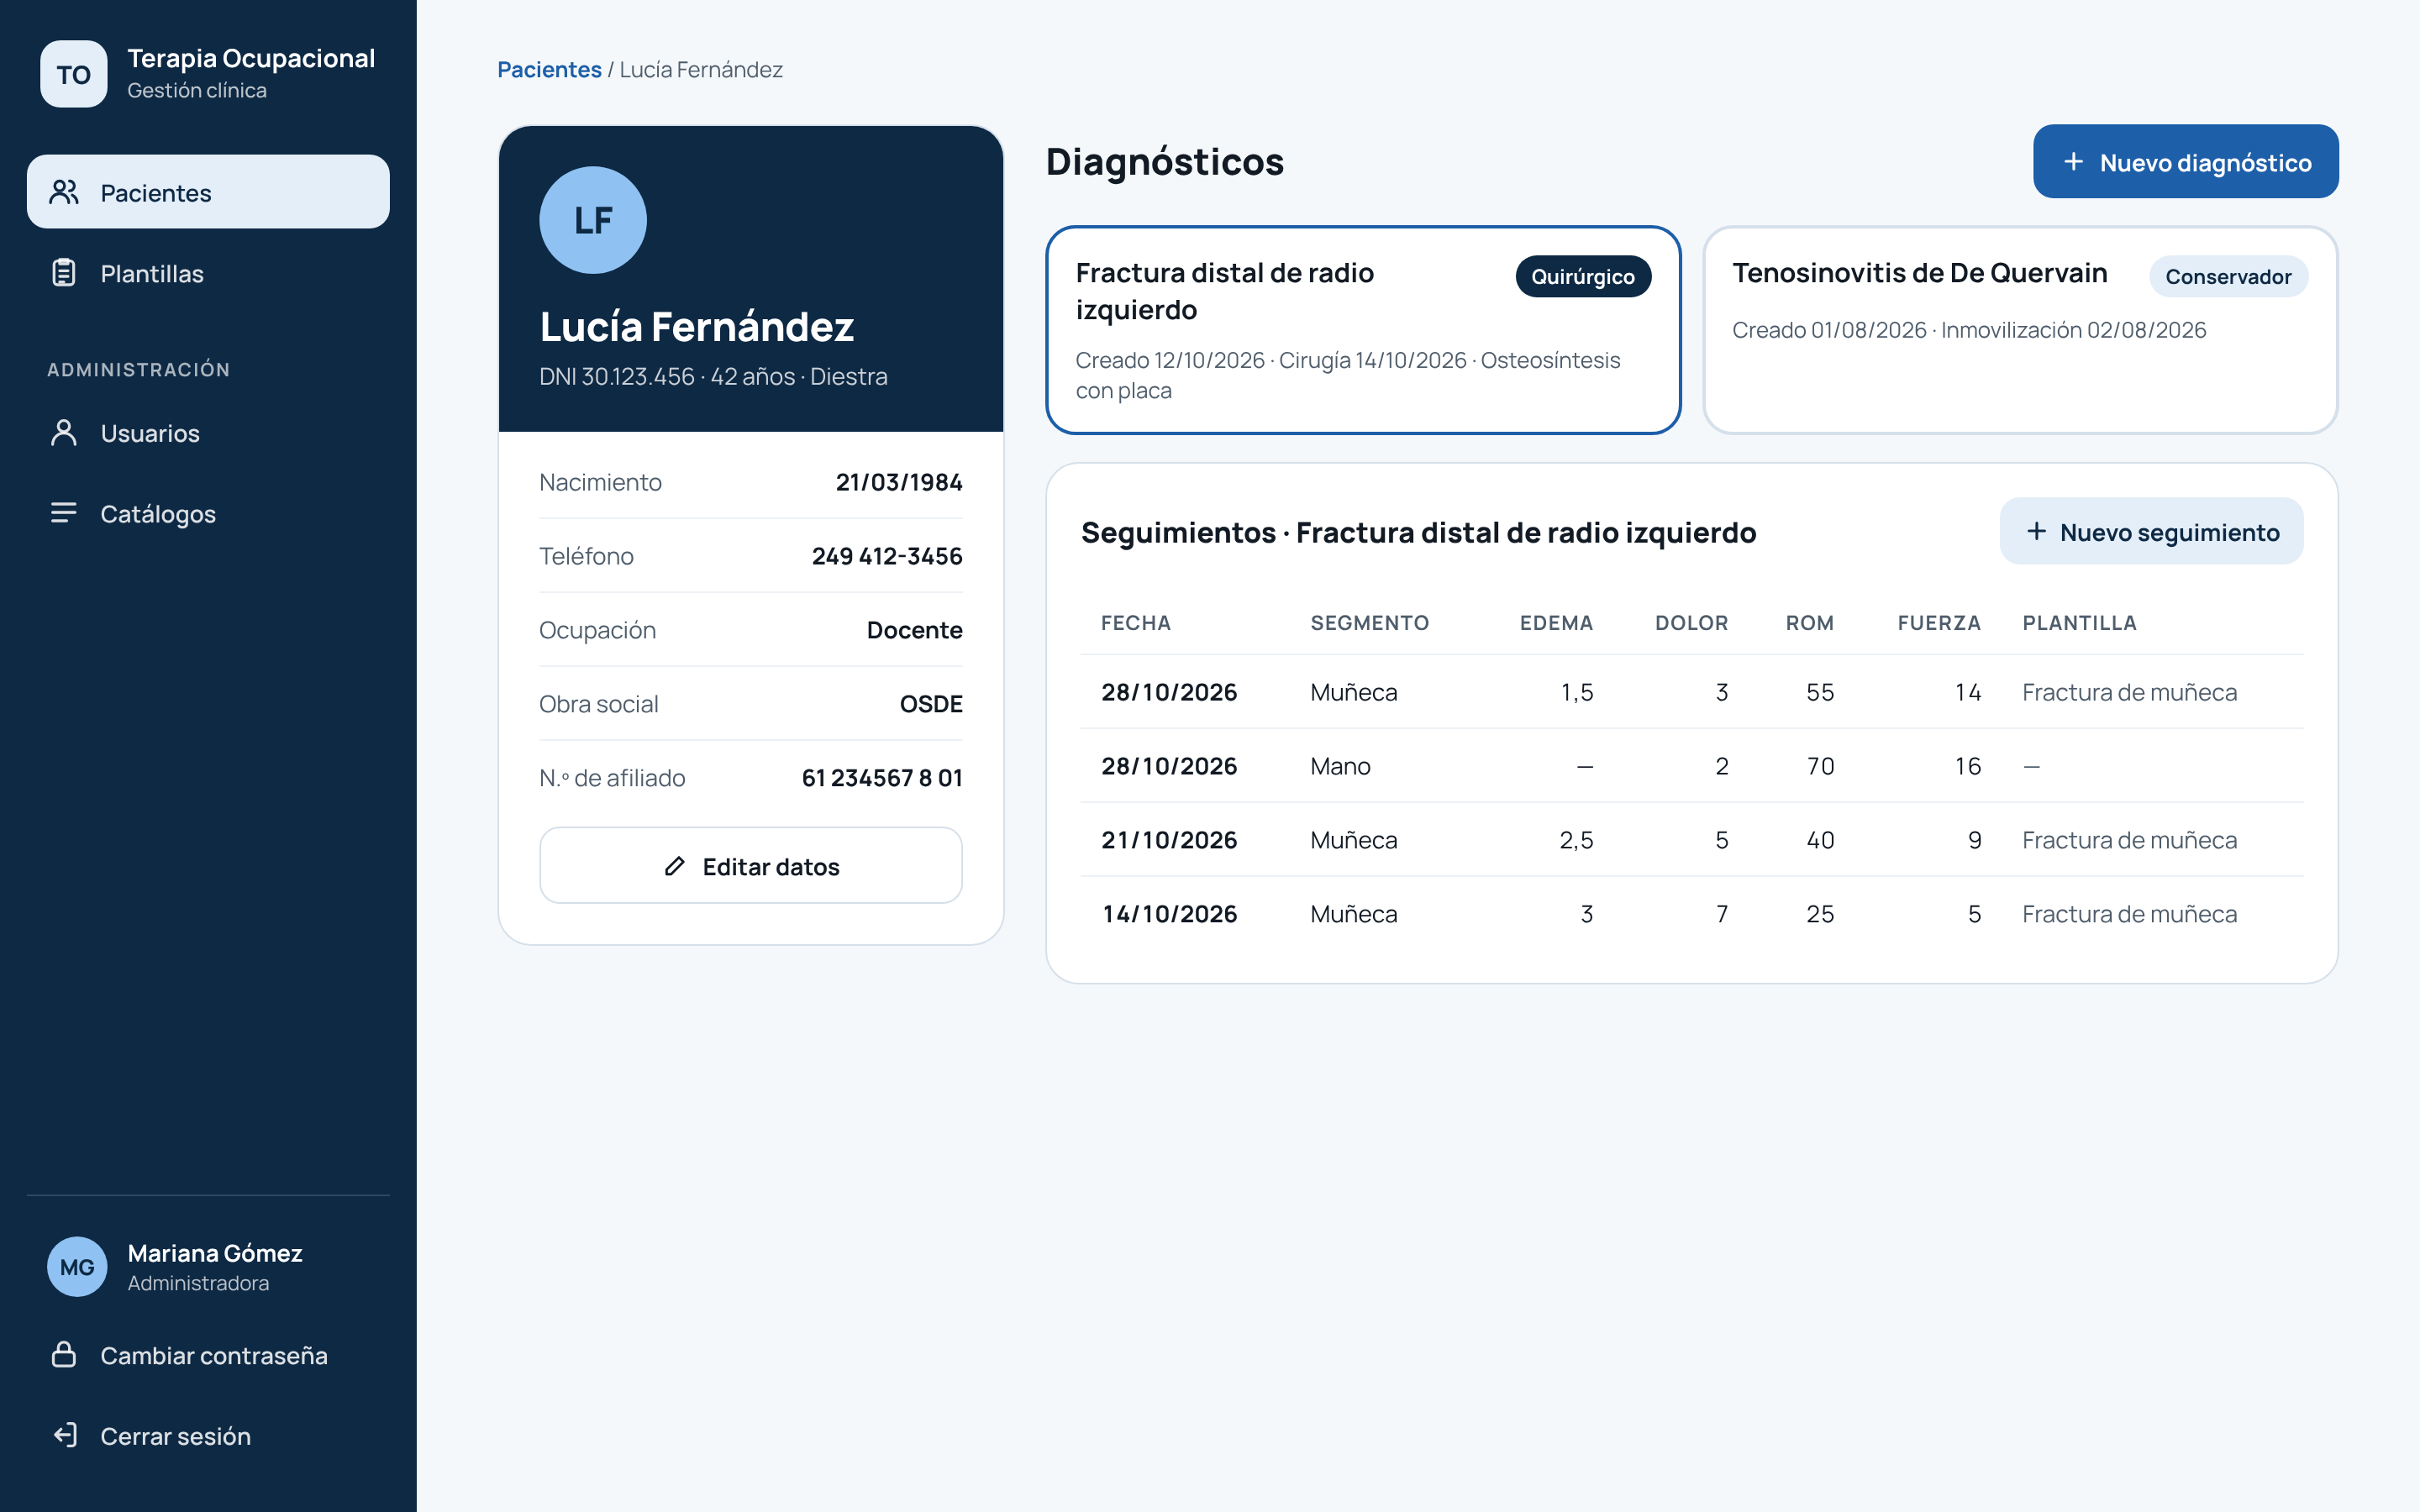 TO
Terapia Ocupacional
Gestión clínica
Pacientes
Plantillas
ADMINISTRACIÓN
Usuarios
Catálogos
MG
Mariana Gómez
Administradora
Cambiar contraseña
Cerrar sesión
Pacientes / Lucía Fernández
LF
Lucía Fernández
DNI 30.123.456 · 42 años · Diestra
Nacimiento 21/03/1984
Teléfono 249 412-3456
Ocupación Docente
Obra social OSDE
N.º de afiliado 61 234567 8 01
Editar datos
Diagnósticos
+ Nuevo diagnóstico
Fractura distal de radio
izquierdo
Quirúrgico
Creado 12/10/2026 · Cirugía 14/10/2026 · Osteosíntesis
con placa
Tenosinovitis de De Quervain
Conservador
Creado 01/08/2026 · Inmovilización 02/08/2026
Seguimientos · Fractura distal de radio izquierdo
+ Nuevo seguimiento
FECHA SEGMENTO EDEMA DOLOR ROM FUERZA PLANTILLA
28/10/2026 Muñeca 1,5 3 55 14 Fractura de muñeca
28/10/2026 Mano — 2 70 16 —
21/10/2026 Muñeca 2,5 5 40 9 Fractura de muñeca
14/10/2026 Muñeca 3 7 25 5 Fractura de muñeca